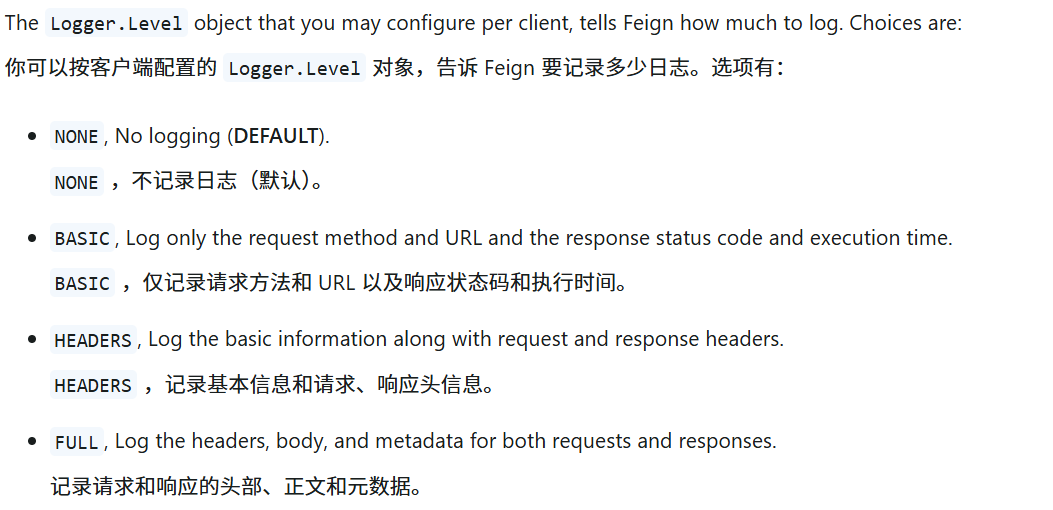 The Logger.Level object that you may configure per client, tells Feign how much to log. Choices are:
你可以按客户端配置的 Logger.Level 对象，告诉 Feign 要记录多少日志。选项有：
• NONE, No logging (DEFAULT).
NONE ，不记录日志（默认）。
• BASIC, Log only the request method and URL and the response status code and execution time.
BASIC ，仅记录请求方法和 URL 以及响应状态码和执行时间。
• HEADERS, Log the basic information along with request and response headers.
HEADERS ，记录基本信息和请求、响应头信息。
• FULL, Log the headers, body, and metadata for both requests and responses.
记录请求和响应的头部、正文和元数据。